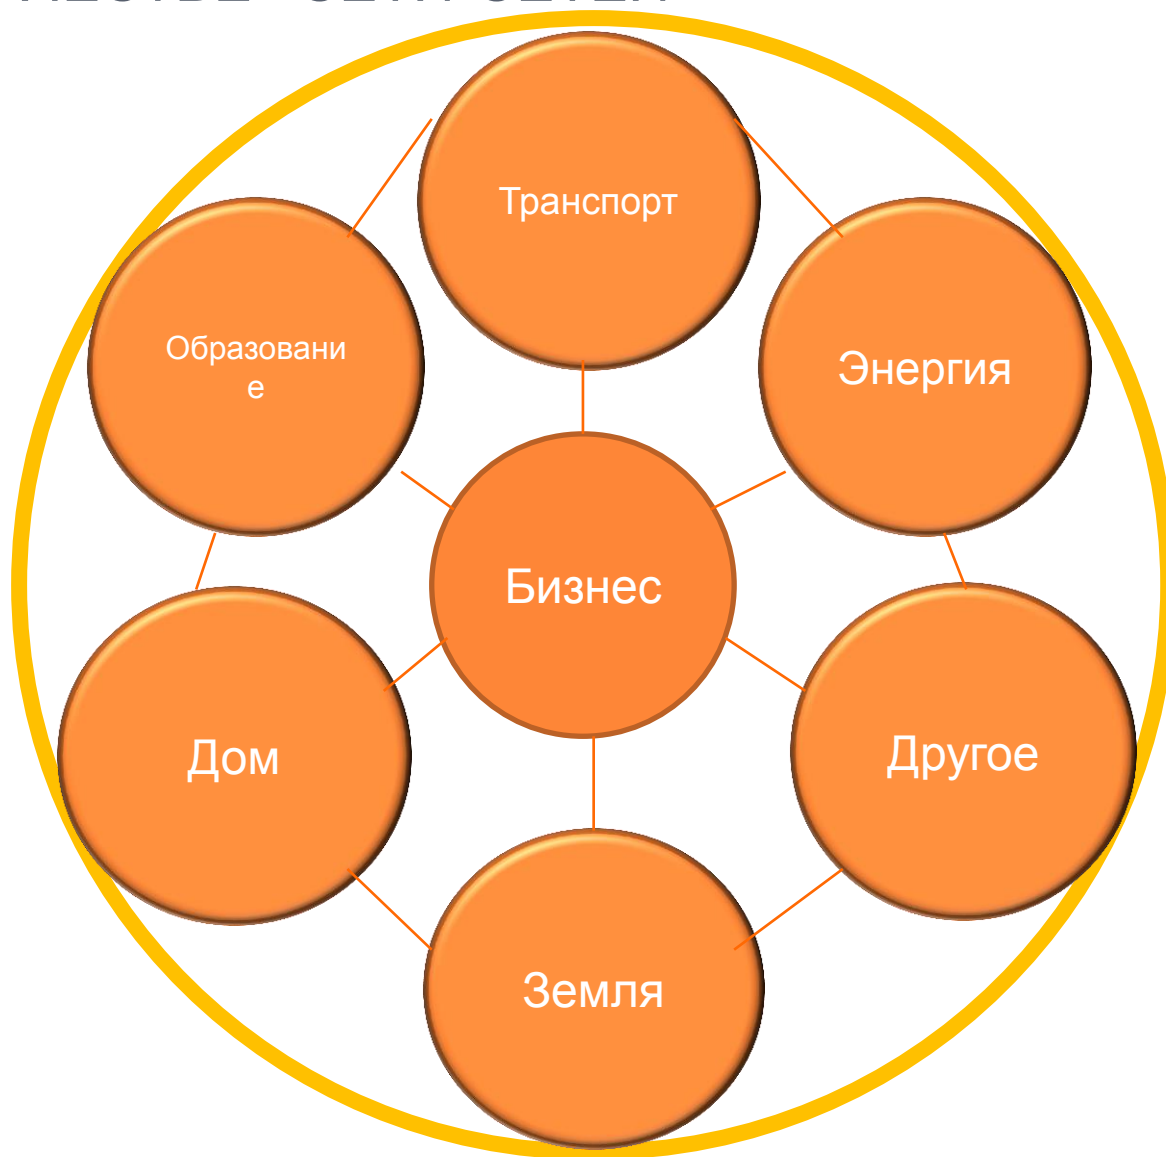 Транспорт
Образовани
е
Энергия
Бизнес
Дом
Другое
Земля